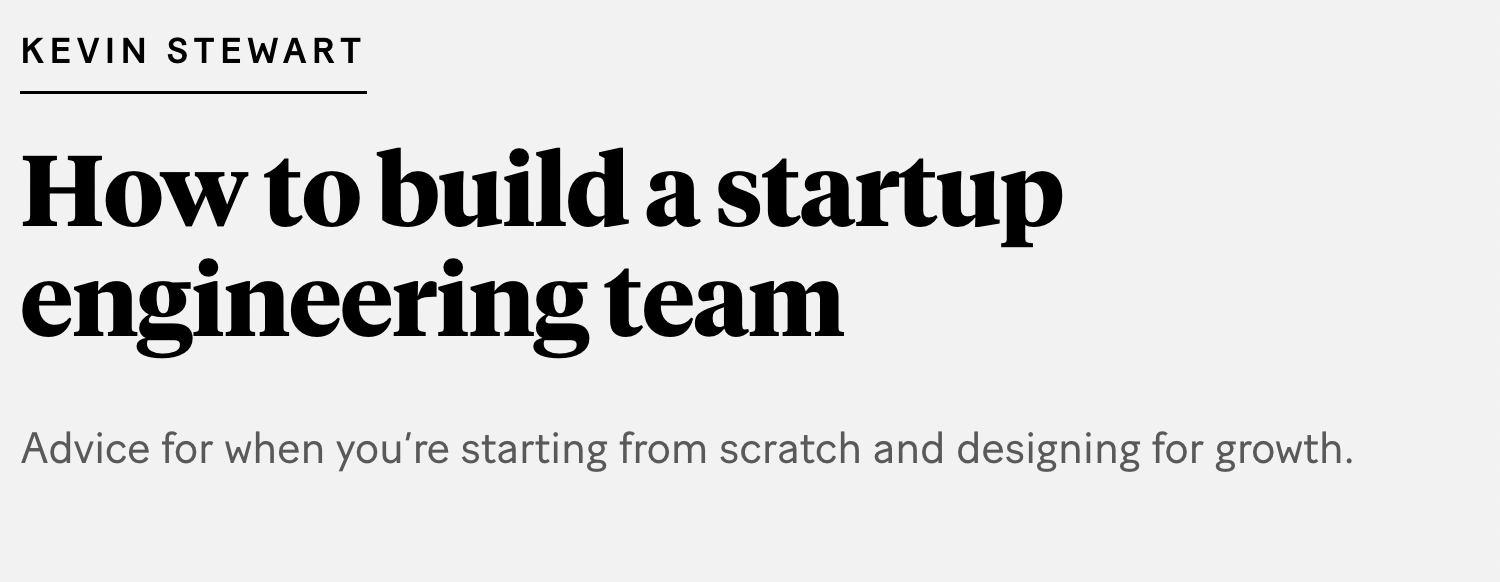 KEVIN STEWART
How to build a startup
engineering team
Advice for when you’re starting from scratch and designing for growth.